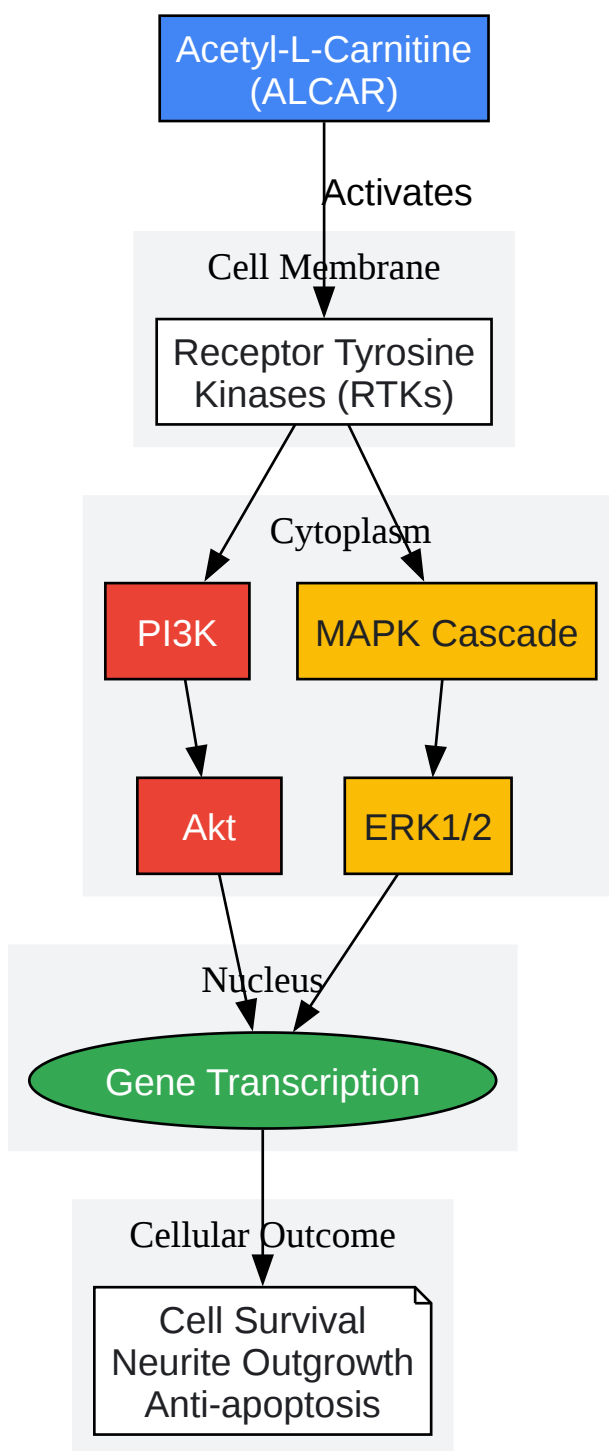 Acetyl-L-Carnitine
(ALCAR)
Activates
Cell Membrane
Receptor Tyrosine
Kinases (RTKs)
Cytoplasm
PI3K
MAPK Cascade
Akt
ERK1/2
Nucleus
Gene Transcription
Cellular Outcome
Cell Survival
Neurite Outgrowth
Anti-apoptosis